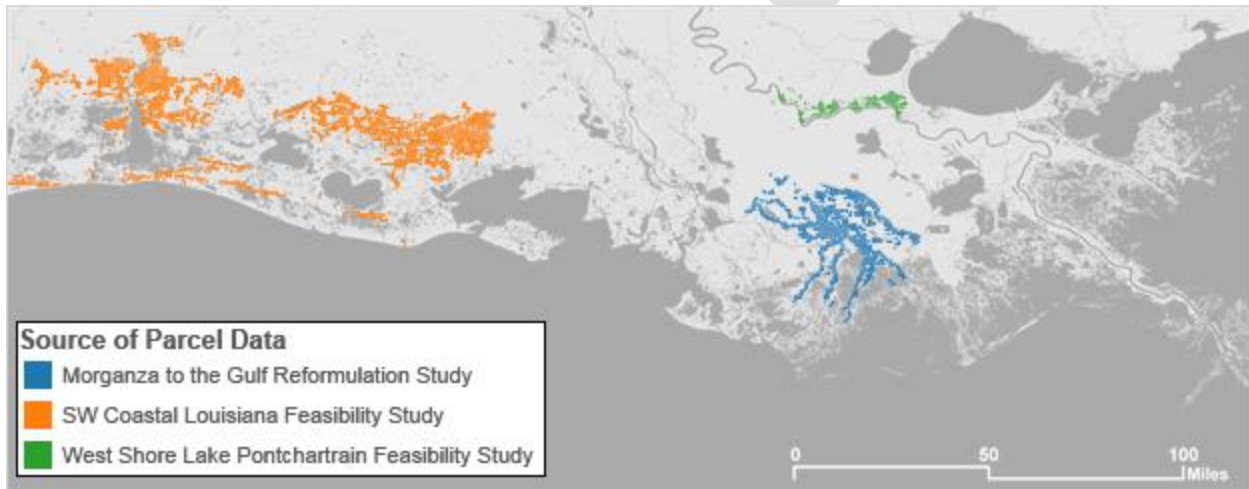 Source of Parcel Data
Morganza to the Gulf Reformulation Study
SW Coastal Louisiana Feasibility Study
West Shore Lake Pontchartrain Feasibility Study
0 50 100
Miles